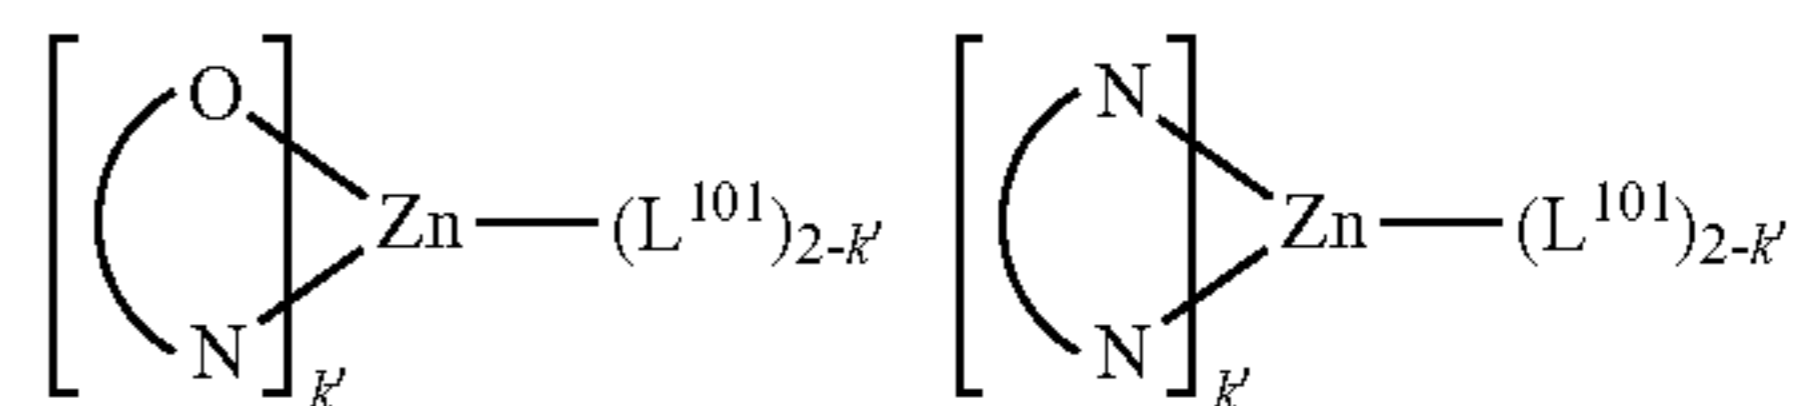 O N
Zn—(L101)2-k′ Zn—(L101)2-k′
N k′ N k′